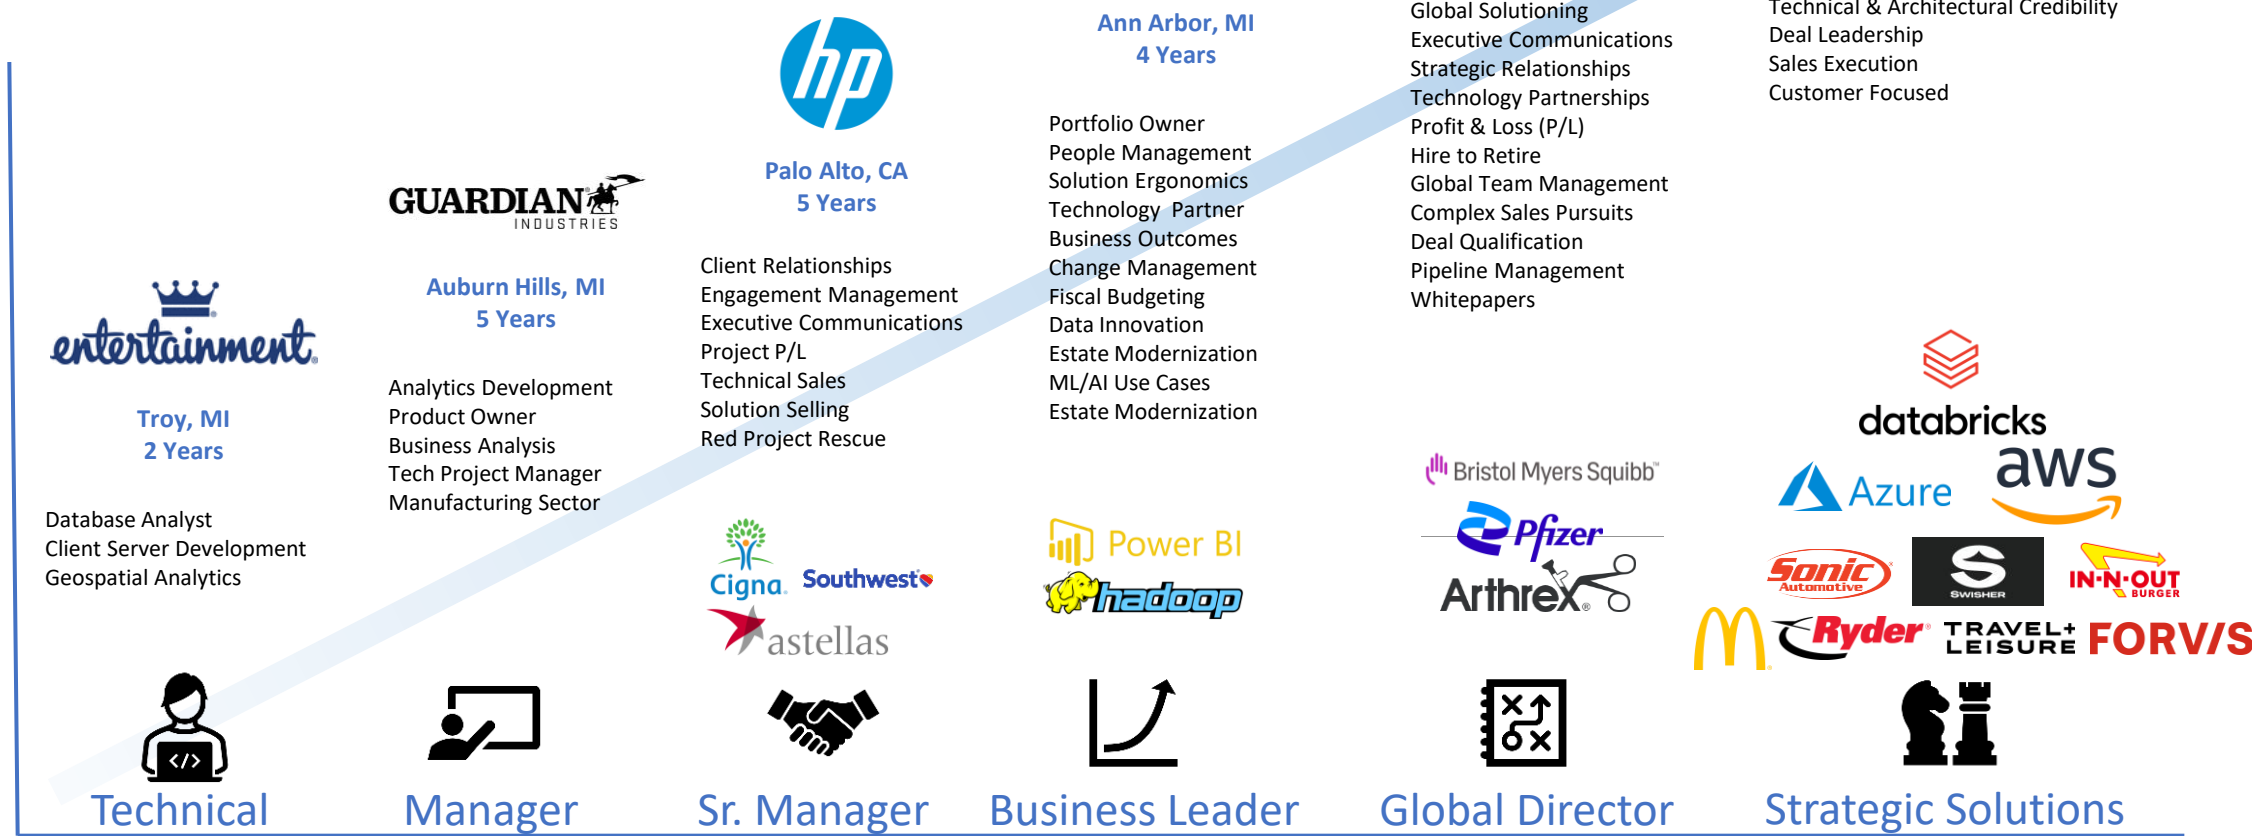 entertainment.
Troy, MI
2 Years
Database Analyst
Client Server Development
Geospatial Analytics
Technical
GUARDIAN
INDUSTRIES
Auburn Hills, MI
5 Years
Analytics Development
Product Owner
Business Analysis
Tech Project Manager
Manufacturing Sector
Manager
hp
Palo Alto, CA
5 Years
Client Relationships
Engagement Management
Executive Communications
Project P/L
Technical Sales
Solution Selling
Red Project Rescue
Cigna.
Southwest
astellas
Sr. Manager
Ann Arbor, MI
4 Years
Portfolio Owner
People Management
Solution Ergonomics
Technology  Partner
Business Outcomes
Change Management
Fiscal Budgeting
Data Innovation
Estate Modernization
ML/AI Use Cases
Estate Modernization
Power BI
hadoop
Business Leader
Global Solutioning
Executive Communications
Strategic Relationships
Technology Partnerships
Profit & Loss (P/L)
Hire to Retire
Global Team Management
Complex Sales Pursuits
Deal Qualification
Pipeline Management
Whitepapers
Bristol Myers Squibb™
Pfizer
Arthrex®
Global Director
Technical & Architectural Credibility
Deal Leadership
Sales Execution
Customer Focused
databricks
Azure
aws
Sonic
Automotive
S
SWISHER
IN-N-OUT
BURGER
M
Ryder
TRAVEL+
LEISURE
FORV/S
Strategic Solutions